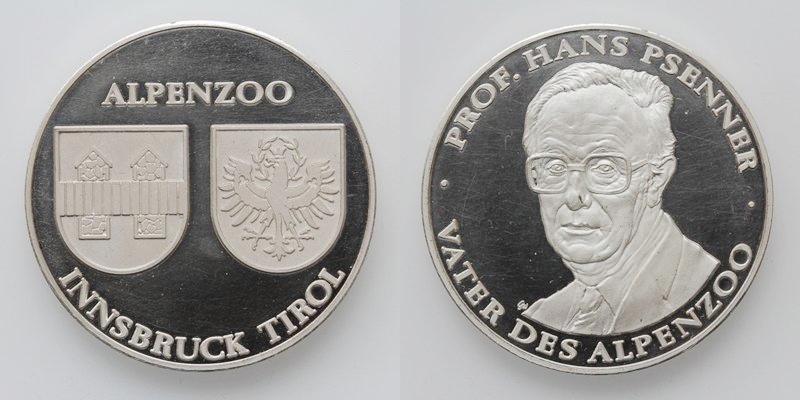 ALPENZOO
INNSBRUCK TIROL
· PROF. HANS PSENNER ·
VATER DES ALPENZOO